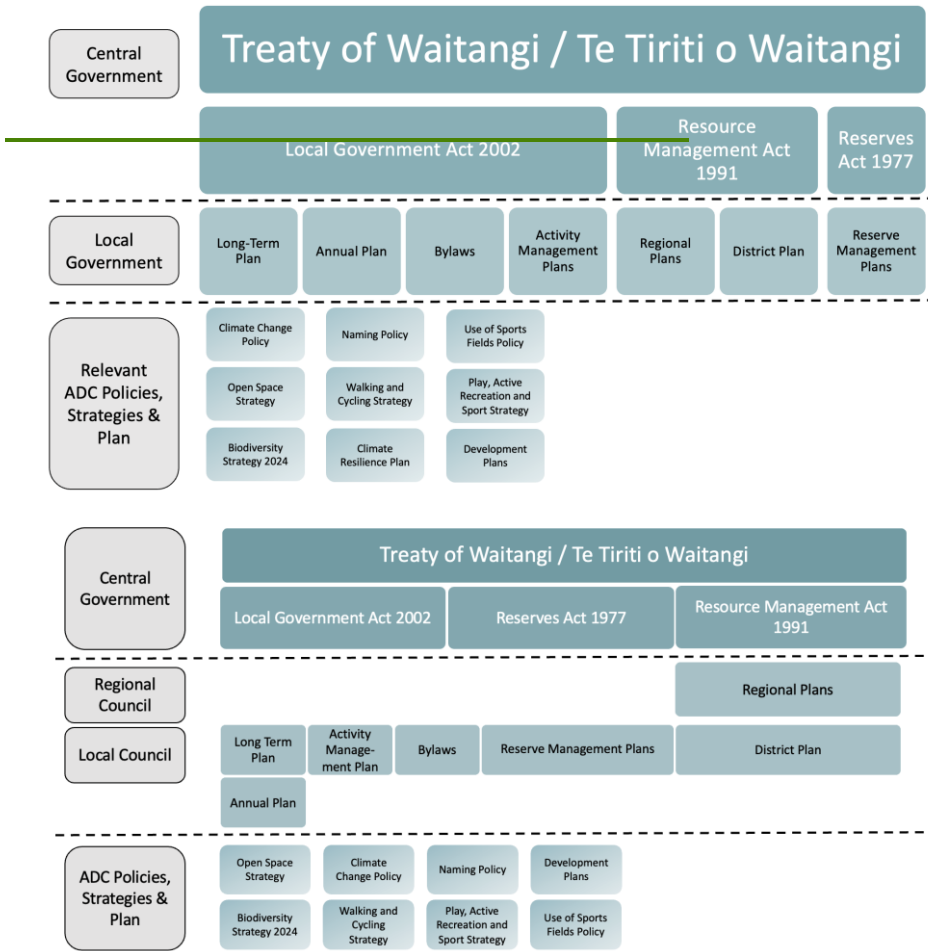 Central
Government
Treaty of Waitangi / Te Tiriti o Waitangi
Local Government Act 2002
Resource
Management Act
1991
Reserves
Act 1977
Local
Government
Long-Term
Plan
Annual Plan
Bylaws
Activity
Management
Plans
Regional
Plans
District Plan
Reserve
Management
Plans
Relevant
ADC Policies,
Strategies &
Plan
Climate Change
Policy
Naming Policy
Use of Sports
Fields Policy
Open Space
Strategy
Walking and
Cycling Strategy
Play, Active
Recreation and
Sport Strategy
Biodiversity
Strategy 2024
Climate
Resilience Plan
Development
Plans
Central
Government
Treaty of Waitangi / Te Tiriti o Waitangi
Local Government Act 2002
Reserves Act 1977
Resource Management Act
1991
Regional
Council
Regional Plans
Local Council
Long Term
Plan
Activity
Manage-
ment Plan
Bylaws
Reserve Management Plans
District Plan
Annual Plan
ADC Policies,
Strategies &
Plan
Open Space
Strategy
Climate
Change Policy
Naming Policy
Development
Plans
Biodiversity
Strategy 2024
Walking and
Cycling
Strategy
Play, Active
Recreation and
Sport Strategy
Use of Sports
Fields Policy